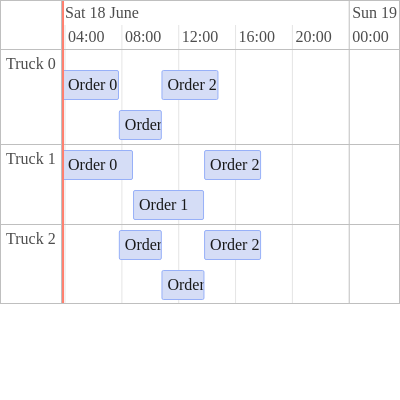 Sat 18 June Sun 19
04:00 08:00 12:00 16:00 20:00 00:00
Truck 0
Order 0 Order 2
Order
Truck 1
Order 0 Order 2
Order 1
Truck 2
Order Order 2
Order